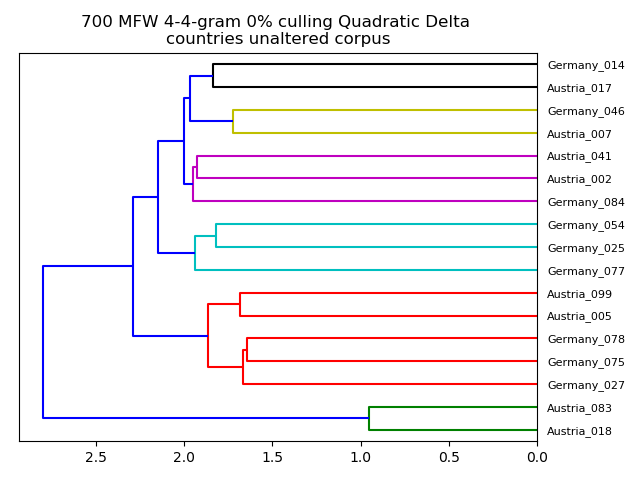 700 MFW 4-4-gram 0% culling Quadratic Delta
countries unaltered corpus
Germany_014
Austria_017
Germany_046
Austria_007
Austria_041
Austria_002
Germany_084
Germany_054
Germany_025
Germany_077
Austria_099
Austria_005
Germany_078
Germany_075
Germany_027
Austria_083
Austria_018
2.5 2.0 1.5 1.0 0.5 0.0